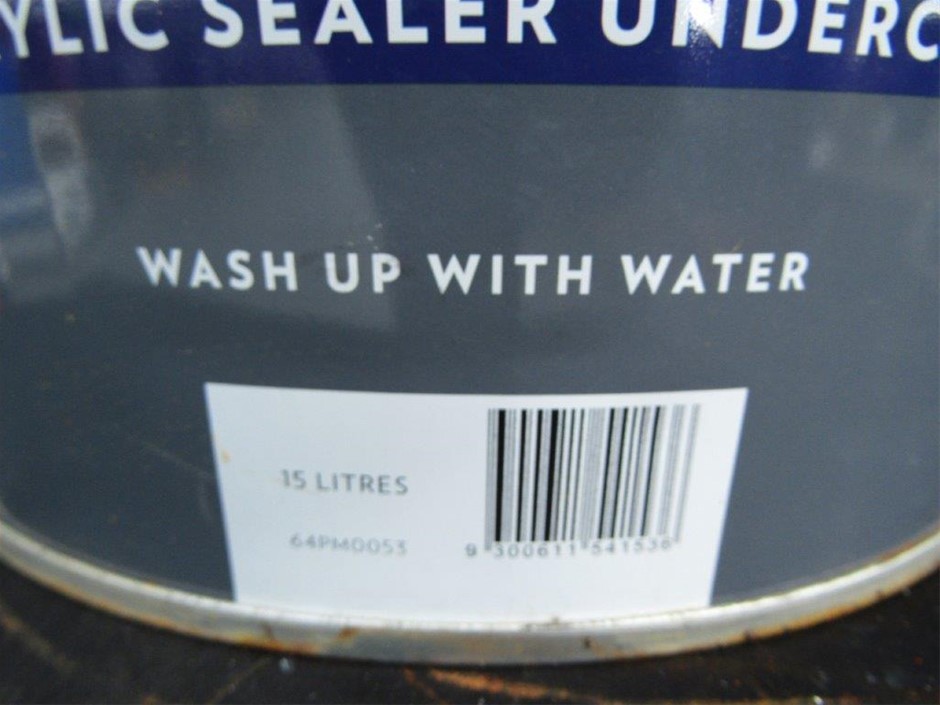 YLIC SEALER UNDERC
WASH UP WITH WATER
15 LITRES
64PM0053
9 300611 541536